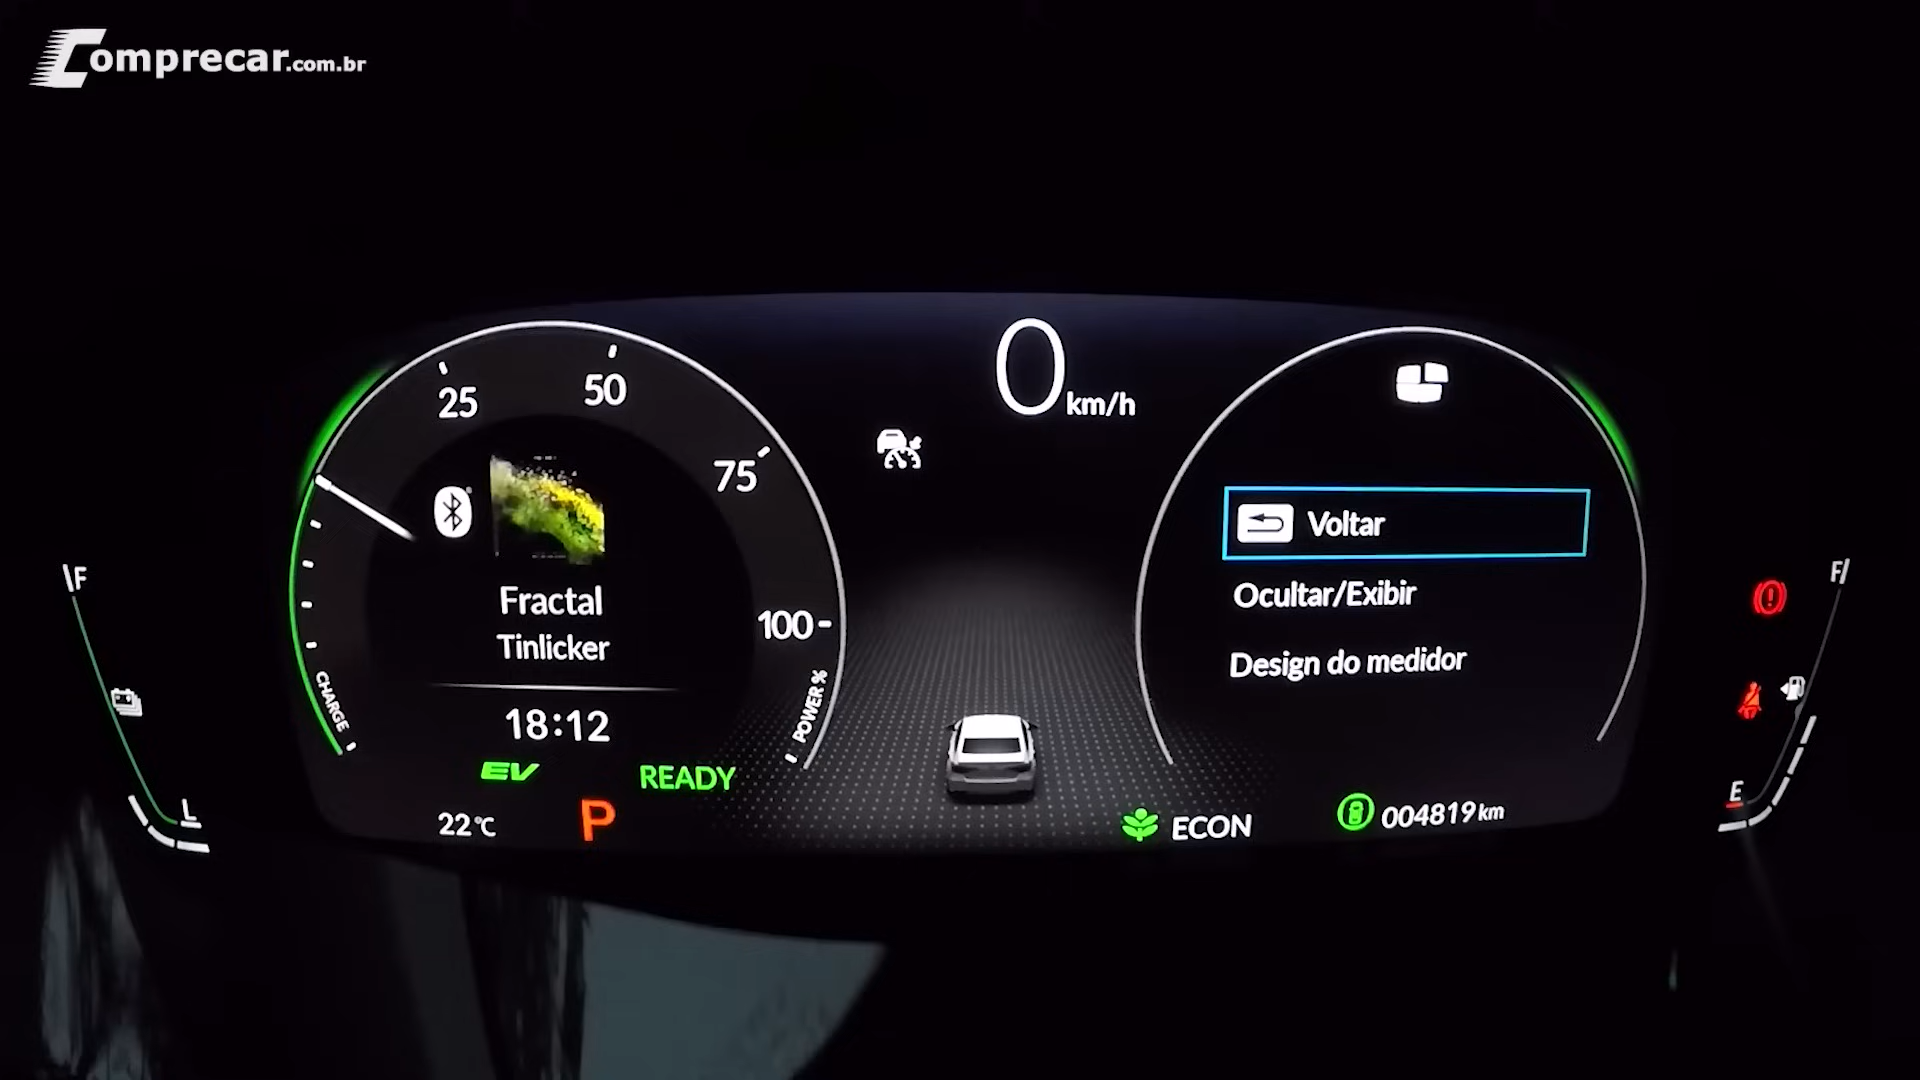 Comprecar.com.br
0 km/h
25
50
75
100
CHARGE
POWER %
Fractal
Tinlicker
18:12
EV
READY
22°C
P
Voltar
Ocultar/Exibir
Design do medidor
ECON
004819 km
F
L
F
E